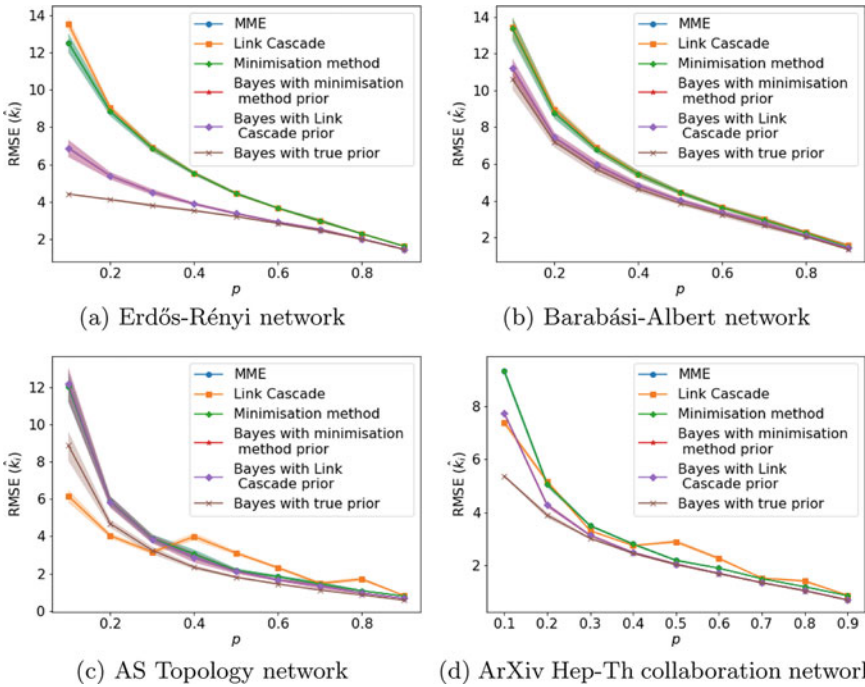 14
12
10
8
6
4
2
RMSE (k̂ᵢ)
MME
Link Cascade
Minimisation method
Bayes with minimisation
method prior
Bayes with Link
Cascade prior
Bayes with true prior
0.2 0.4 0.6 0.8
p
(a) Erdős-Rényi network
14
12
10
8
6
4
2
RMSE (k̂ᵢ)
MME
Link Cascade
Minimisation method
Bayes with minimisation
method prior
Bayes with Link
Cascade prior
Bayes with true prior
0.2 0.4 0.6 0.8
p
(b) Barabási-Albert network
12
10
8
6
4
2
0
RMSE (k̂ᵢ)
MME
Link Cascade
Minimisation method
Bayes with minimisation
method prior
Bayes with Link
Cascade prior
Bayes with true prior
0.2 0.4 0.6 0.8
p
(c) AS Topology network
8
6
4
2
RMSE (k̂ᵢ)
MME
Link Cascade
Minimisation method
Bayes with minimisation
method prior
Bayes with Link
Cascade prior
Bayes with true prior
0.1 0.2 0.3 0.4 0.5 0.6 0.7 0.8 0.9
p
(d) ArXiv Hep-Th collaboration network